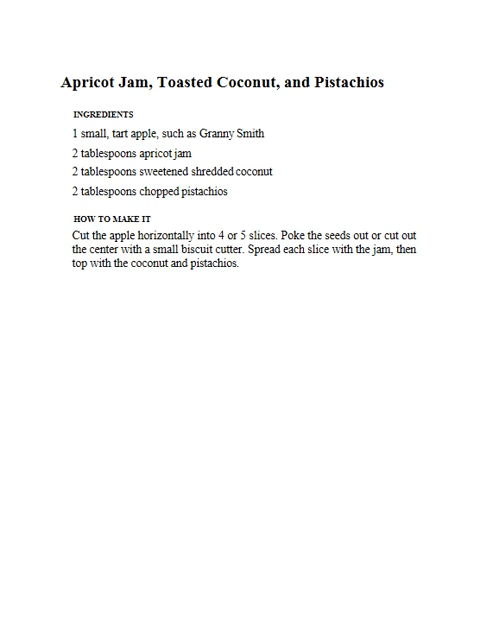 Apricot Jam, Toasted Coconut, and Pistachios
INGREDIENTS
1 small, tart apple, such as Granny Smith
2 tablespoons apricot jam
2 tablespoons sweetened shredded coconut
2 tablespoons chopped pistachios
HOW TO MAKE IT
Cut the apple horizontally into 4 or 5 slices. Poke the seeds out or cut out
the center with a small biscuit cutter. Spread each slice with the jam, then
top with the coconut and pistachios.